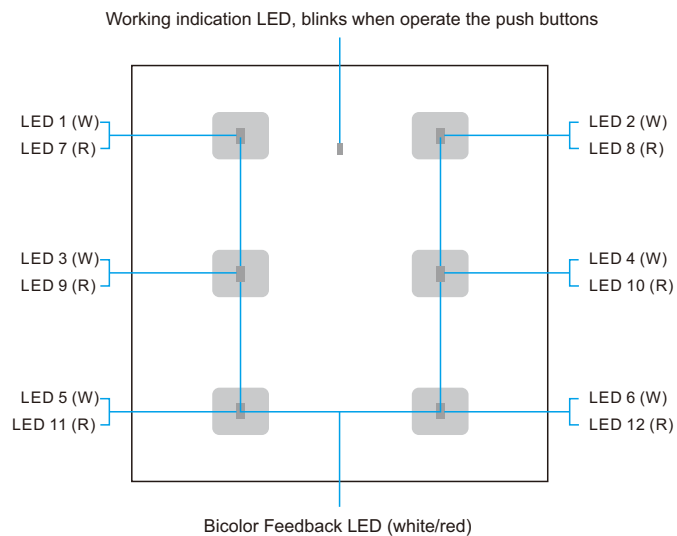 Working indication LED, blinks when operate the push buttons
LED 1 (W)
LED 7 (R)
LED 2 (W)
LED 8 (R)
LED 3 (W)
LED 9 (R)
LED 4 (W)
LED 10 (R)
LED 5 (W)
LED 11 (R)
LED 6 (W)
LED 12 (R)
Bicolor Feedback LED (white/red)